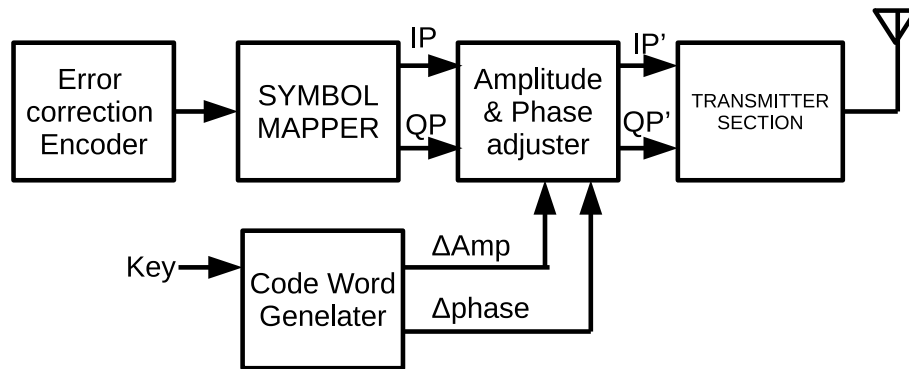 Error
correction
Encoder
SYMBOL
MAPPER
IP
QP
Amplitude
& Phase
adjuster
IP’
QP’
TRANSMITTER
SECTION
Key
Code Word
Genelater
ΔAmp
Δphase